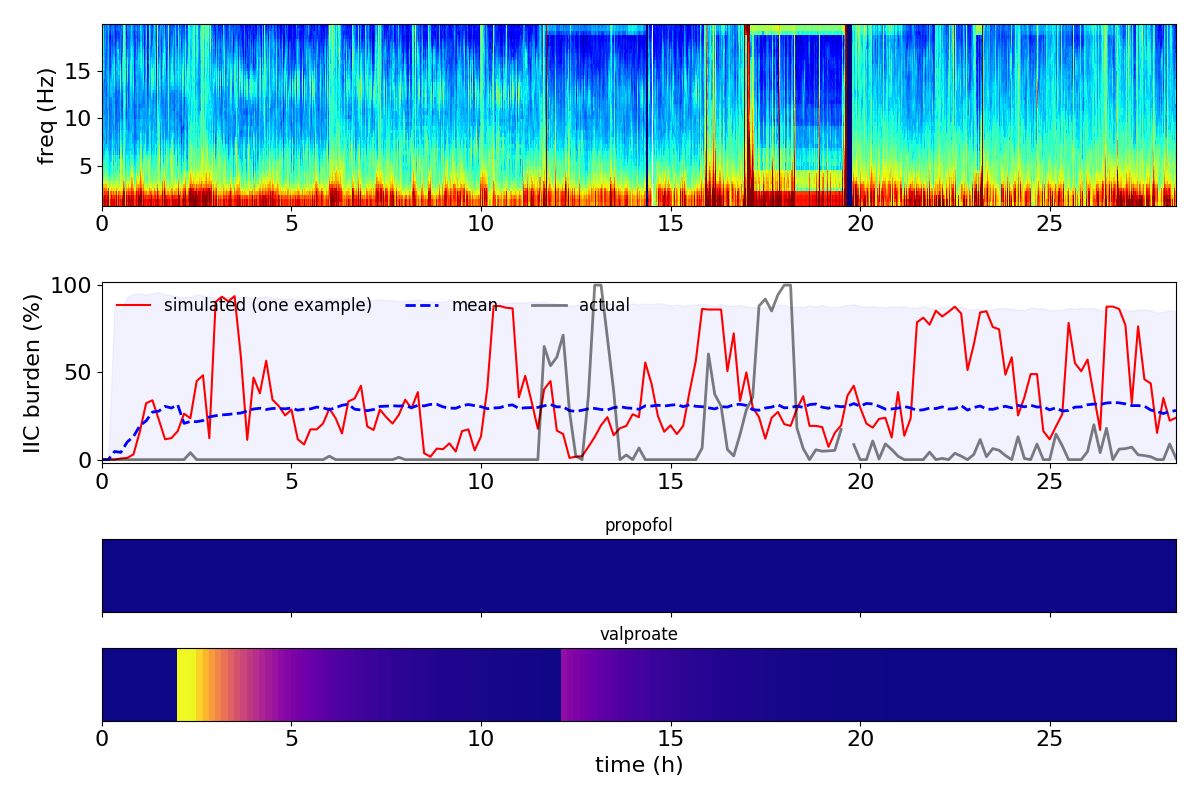 freq (Hz)
15
10
5
0 5 10 15 20 25
IIC burden (%)
100
50
0
simulated (one example) mean actual
0 5 10 15 20 25
propofol
valproate
0 5 10 15 20 25
time (h)